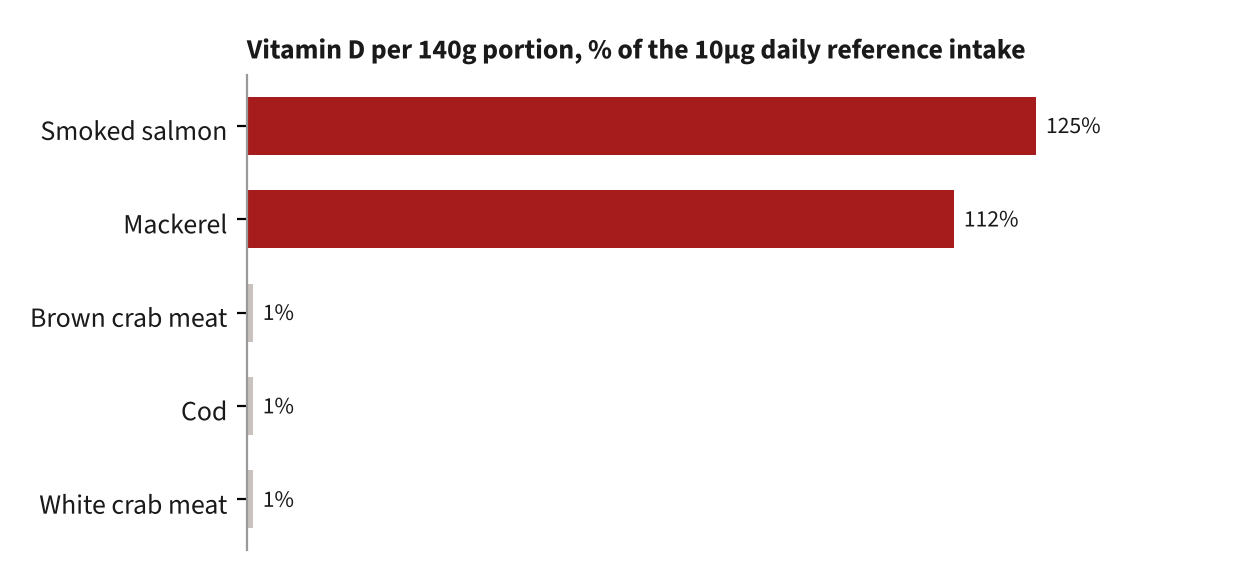 Vitamin D per 140g portion, % of the 10µg daily reference intake
Smoked salmon 125%
Mackerel 112%
Brown crab meat 1%
Cod 1%
White crab meat 1%